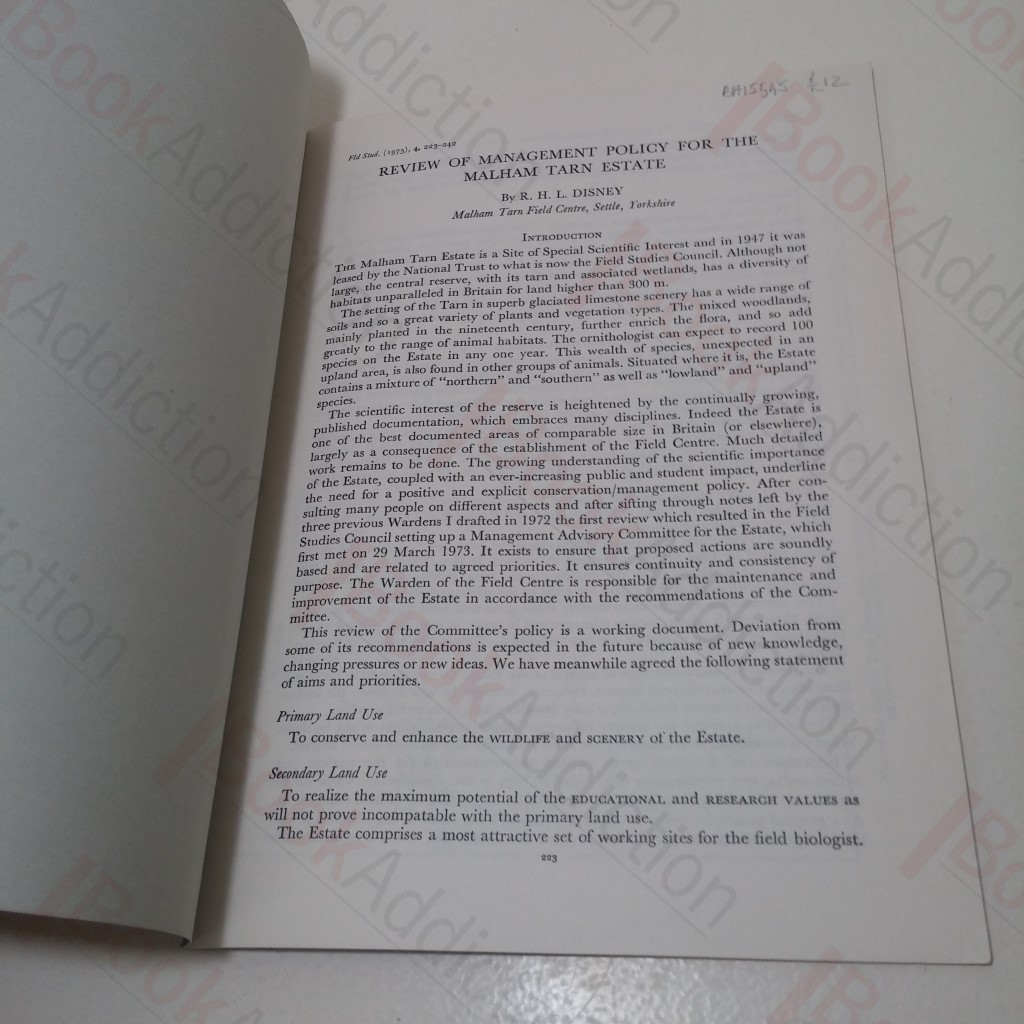 BA155A5 £12
Fld Stud. (1975), 4, 223–242
REVIEW OF MANAGEMENT POLICY FOR THE
MALHAM TARN ESTATE
By R. H. L. DISNEY
Malham Tarn Field Centre, Settle, Yorkshire
INTRODUCTION
THE Malham Tarn Estate is a Site of Special Scientific Interest and in 1947 it was
leased by the National Trust to what is now the Field Studies Council. Although not
large, the central reserve, with its tarn and associated wetlands, has a diversity of
habitats unparalleled in Britain for land higher than 300 m.
The setting of the Tarn in superb glaciated limestone scenery has a wide range of
soils and so a great variety of plants and vegetation types. The mixed woodlands,
mainly planted in the nineteenth century, further enrich the flora, and so add
greatly to the range of animal habitats. The ornithologist can expect to record 100
species on the Estate in any one year. This wealth of species, unexpected in an
upland area, is also found in other groups of animals. Situated where it is, the Estate
contains a mixture of “northern” and “southern” as well as “lowland” and “upland”
species.
The scientific interest of the reserve is heightened by the continually growing,
published documentation, which embraces many disciplines. Indeed the Estate is
one of the best documented areas of comparable size in Britain (or elsewhere),
largely as a consequence of the establishment of the Field Centre. Much detailed
work remains to be done. The growing understanding of the scientific importance
of the Estate, coupled with an ever-increasing public and student impact, underline
the need for a positive and explicit conservation/management policy. After con-
sulting many people on different aspects and after sifting through notes left by the
three previous Wardens I drafted in 1972 the first review which resulted in the Field
Studies Council setting up a Management Advisory Committee for the Estate, which
first met on 29 March 1973. It exists to ensure that proposed actions are soundly
based and are related to agreed priorities. It ensures continuity and consistency of
purpose. The Warden of the Field Centre is responsible for the maintenance and
improvement of the Estate in accordance with the recommendations of the Com-
mittee.
This review of the Committee’s policy is a working document. Deviation from
some of its recommendations is expected in the future because of new knowledge,
changing pressures or new ideas. We have meanwhile agreed the following statement
of aims and priorities.
Primary Land Use
To conserve and enhance the WILDLIFE and SCENERY of the Estate.
Secondary Land Use
To realize the maximum potential of the EDUCATIONAL and RESEARCH VALUES as
will not prove incompatable with the primary land use.
The Estate comprises a most attractive set of working sites for the field biologist.
223
BookAddiction